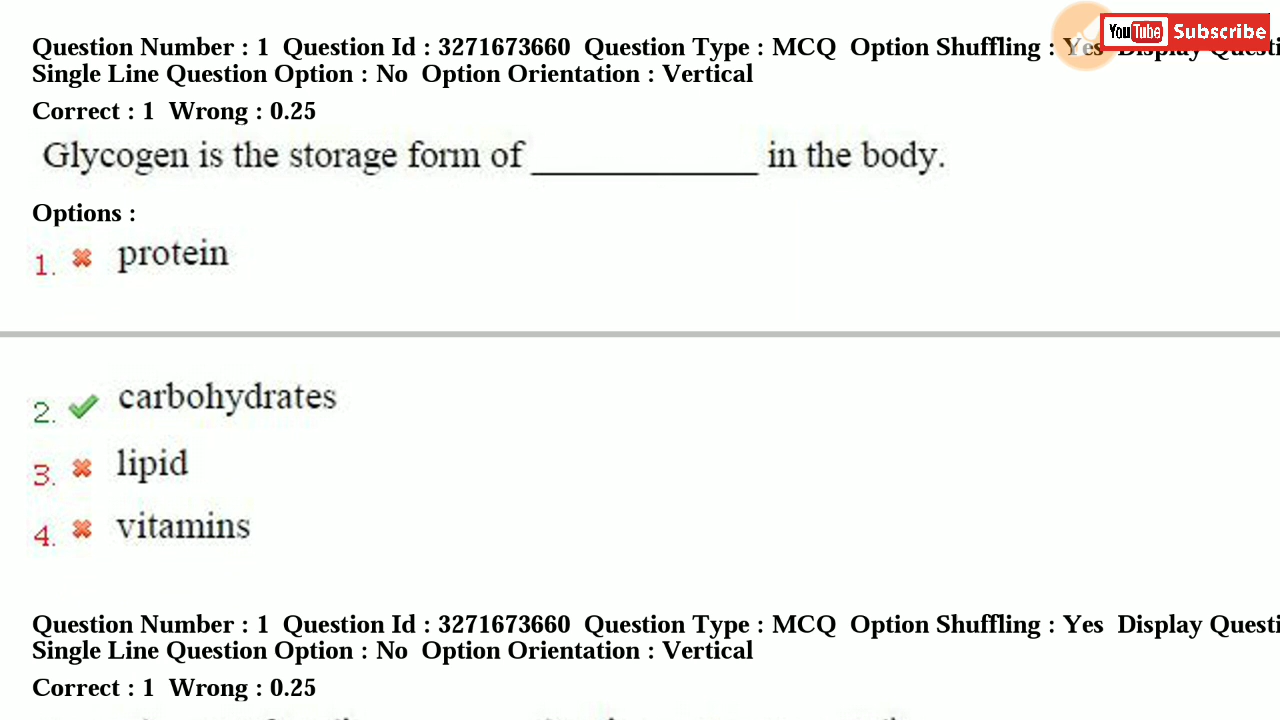 YouTube Subscribe
Question Number : 1 Question Id : 3271673660 Question Type : MCQ Option Shuffling : Yes Display Questi
Single Line Question Option : No Option Orientation : Vertical
Correct : 1 Wrong : 0.25
Glycogen is the storage form of ____________ in the body.
Options :
1. protein
2. carbohydrates
3. lipid
4. vitamins
Question Number : 1 Question Id : 3271673660 Question Type : MCQ Option Shuffling : Yes Display Questi
Single Line Question Option : No Option Orientation : Vertical
Correct : 1 Wrong : 0.25